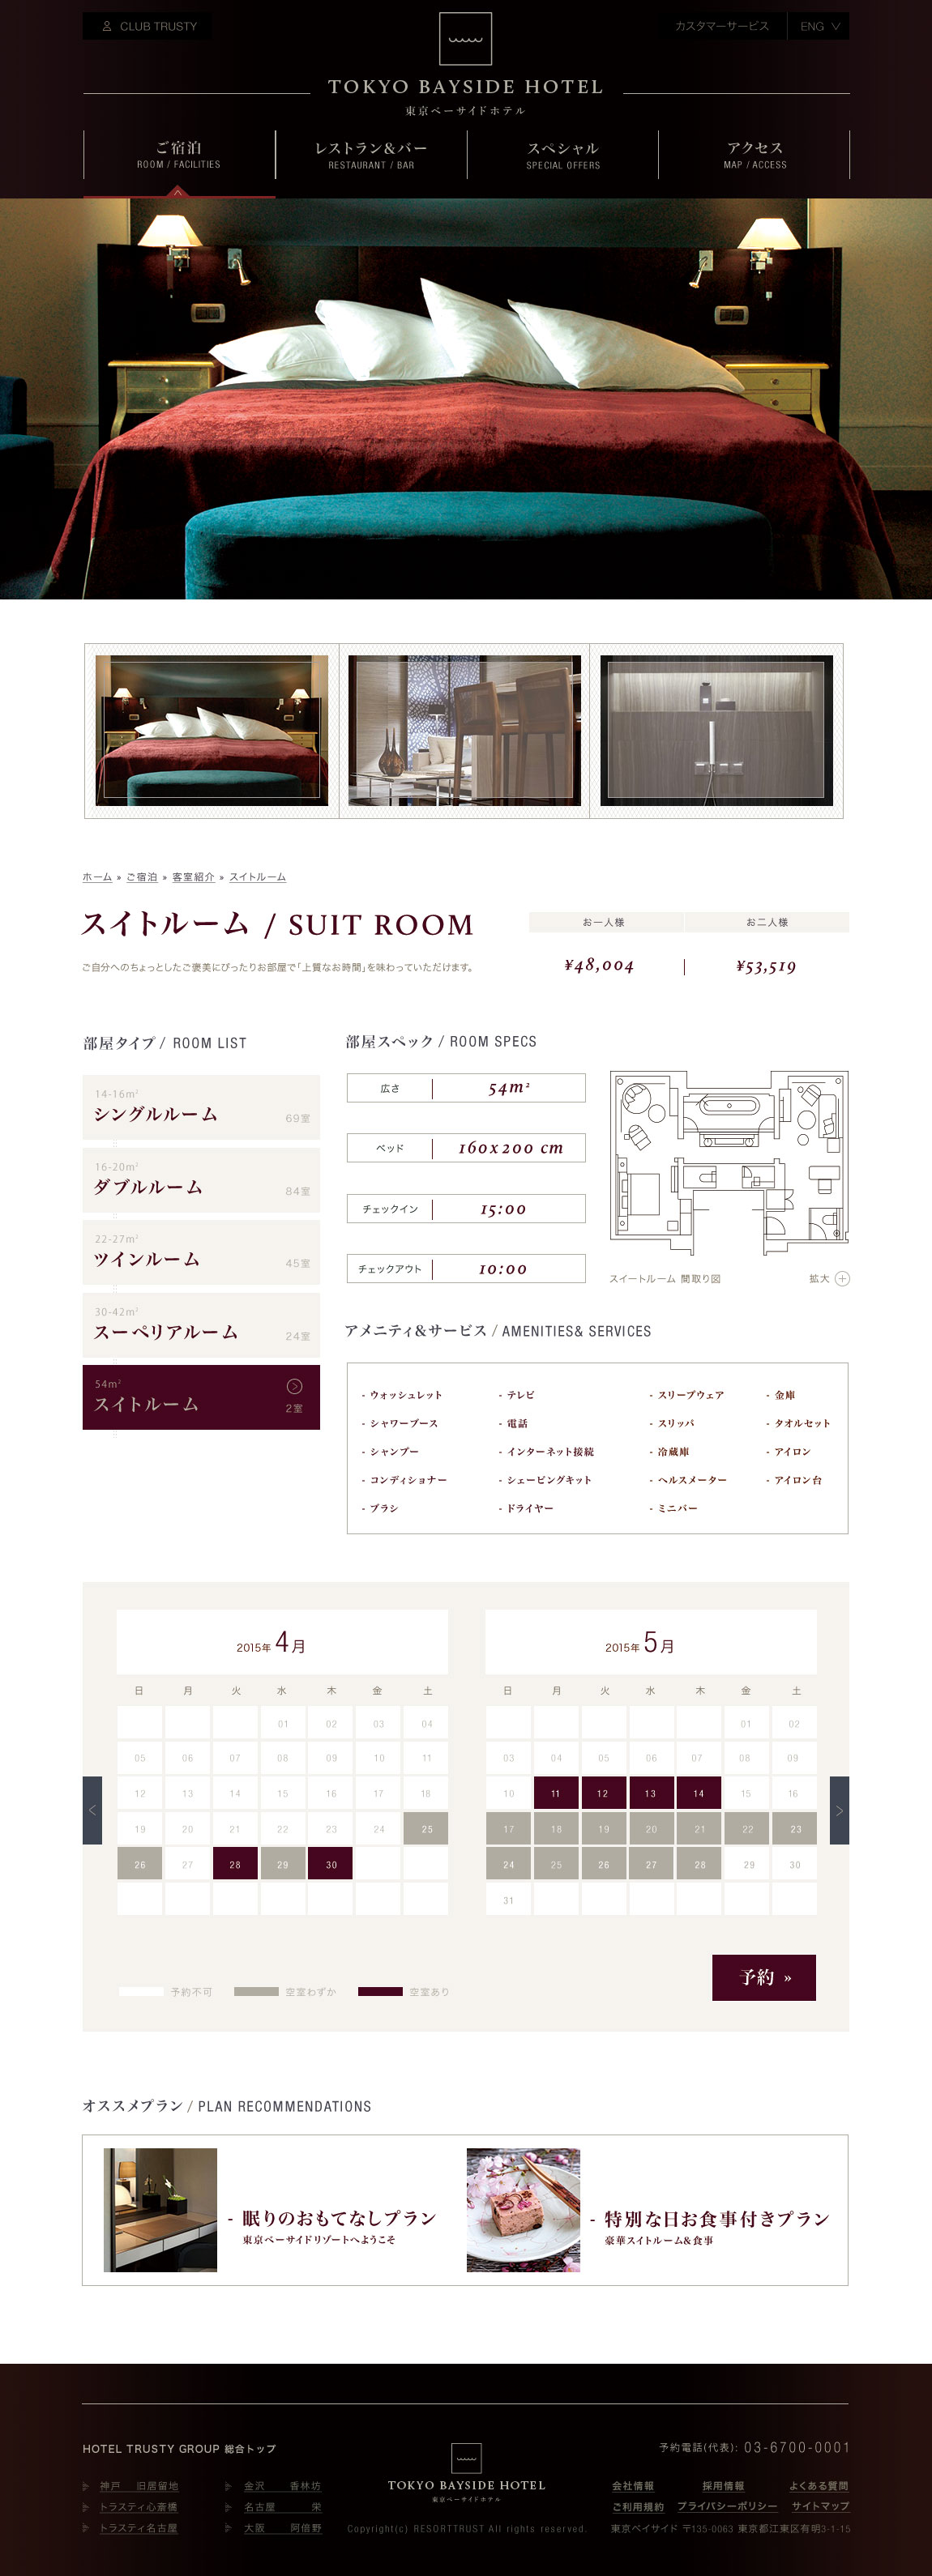 CLUB TRUSTY
カスタマーサービス
ENG
TOKYO BAYSIDE HOTEL
東京ベーサイドホテル
ご宿泊
ROOM / FACILITIES
レストラン&バー
RESTAURANT / BAR
スペシャル
SPECIAL OFFERS
アクセス
MAP / ACCESS
ホーム » ご宿泊 » 客室紹介 » スイトルーム
スイトルーム / SUIT ROOM
お一人様 お二人様
ご自分へのちょっとしたご褒美にぴったりお部屋で「上質なお時間」を味わっていただけます。
¥48,004 ¥53,519
部屋タイプ / ROOM LIST
14-16m²
シングルルーム 69室
16-20m²
ダブルルーム 84室
22-27m²
ツインルーム 45室
30-42m²
スーペリアルーム 24室
54m²
スイトルーム 2室
部屋スペック / ROOM SPECS
広さ 54m²
ベッド 160x200 cm
チェックイン 15:00
チェックアウト 10:00
スイートルーム 間取り図 拡大
アメニティ&サービス / AMENITIES& SERVICES
- ウォッシュレット - テレビ - スリープウェア - 金庫
- シャワーブース - 電話 - スリッパ - タオルセット
- シャンプー - インターネット接続 - 冷蔵庫 - アイロン
- コンディショナー - シェービングキット - ヘルスメーター - アイロン台
- ブラシ - ドライヤー - ミニバー
2015年 4月
日 月 火 水 木 金 土
01 02 03 04
05 06 07 08 09 10 11
12 13 14 15 16 17 18
19 20 21 22 23 24 25
26 27 28 29 30
2015年 5月
日 月 火 水 木 金 土
01 02
03 04 05 06 07 08 09
10 11 12 13 14 15 16
17 18 19 20 21 22 23
24 25 26 27 28 29 30
31
予約不可 空室わずか 空室あり
予約 »
オススメプラン / PLAN RECOMMENDATIONS
- 眠りのおもてなしプラン
東京ベーサイドリゾートへようこそ
- 特別な日お食事付きプラン
豪華スイトルーム&食事
HOTEL TRUSTY GROUP 総合トップ
神戸 旧居留地
金沢 香林坊
トラスティ心斎橋
名古屋 栄
トラスティ名古屋
大阪 阿倍野
TOKYO BAYSIDE HOTEL
東京ベーサイドホテル
Copyright(c) RESORTTRUST All rights reserved.
予約電話(代表): 03-6700-0001
会社情報 採用情報 よくある質問
ご利用規約 プライバシーポリシー サイトマップ
東京ベイサイド 〒135-0063 東京都江東区有明3-1-15